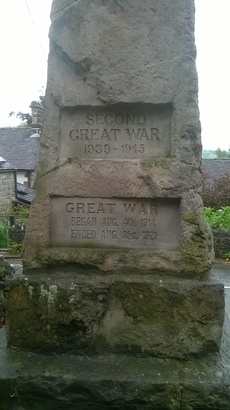 SECOND
GREAT WAR
1939 - 1945
GREAT WAR
BEGAN AUG. 4TH. 1914
ENDED AUG. 31ST. 1921